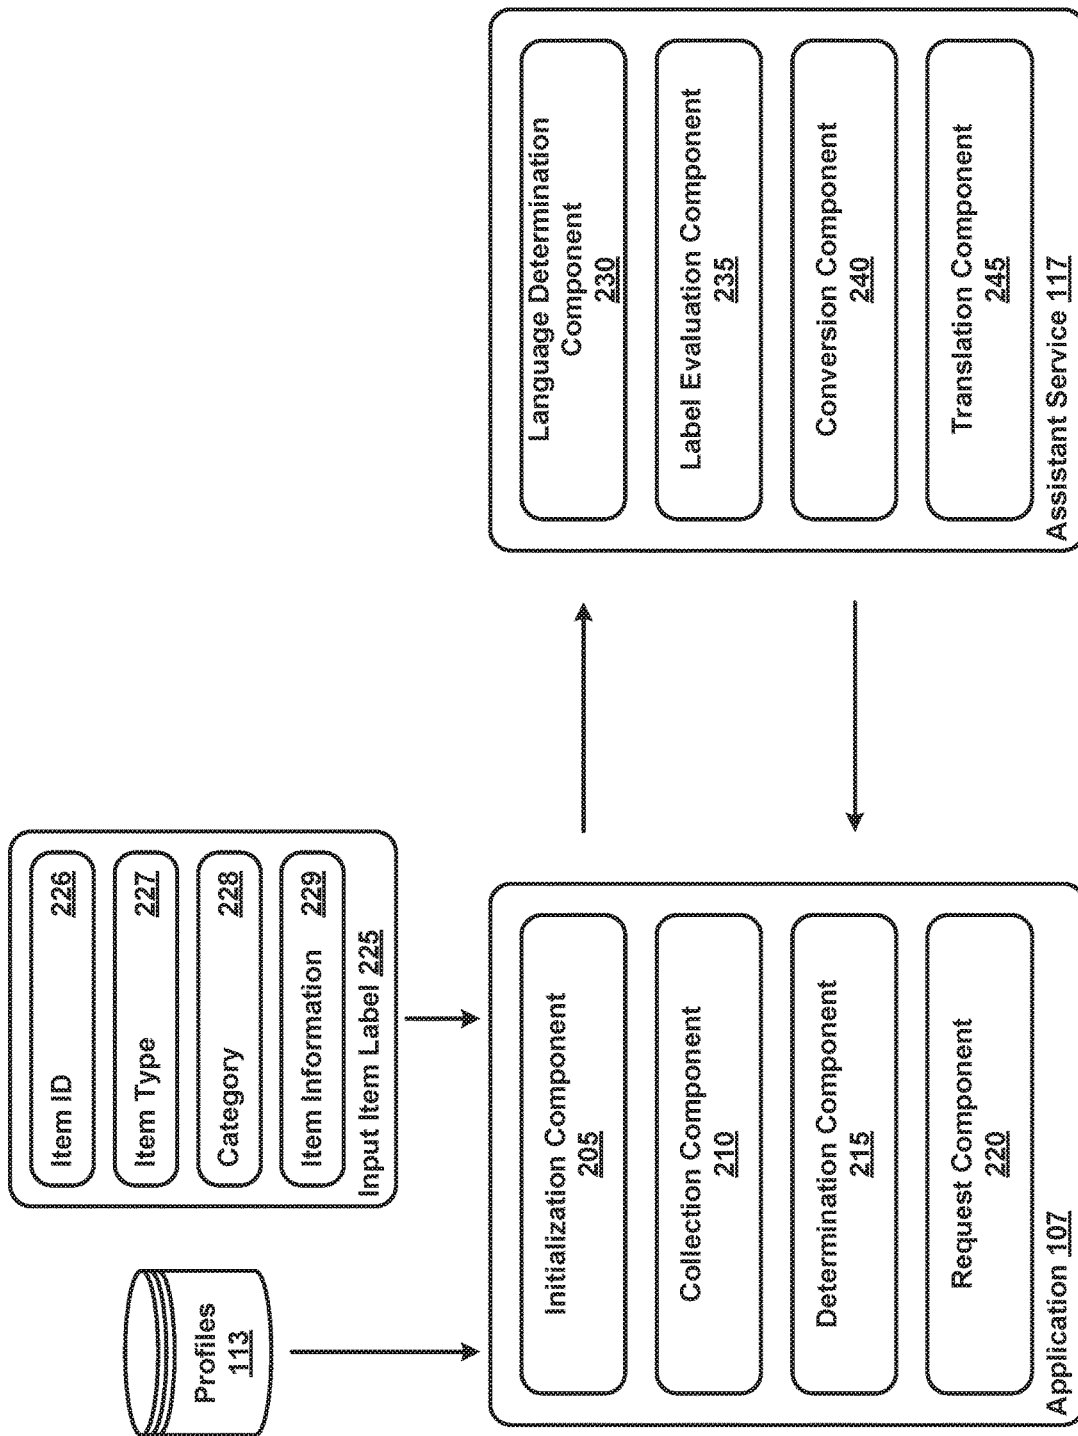 Profiles
113
Item ID 226
Item Type 227
Category 228
Item Information 229
Input Item Label 225
Initialization Component
205
Collection Component
210
Determination Component
215
Request Component
220
Application 107
Language Determination
Component
230
Label Evaluation Component
235
Conversion Component
240
Translation Component
245
Assistant Service 117